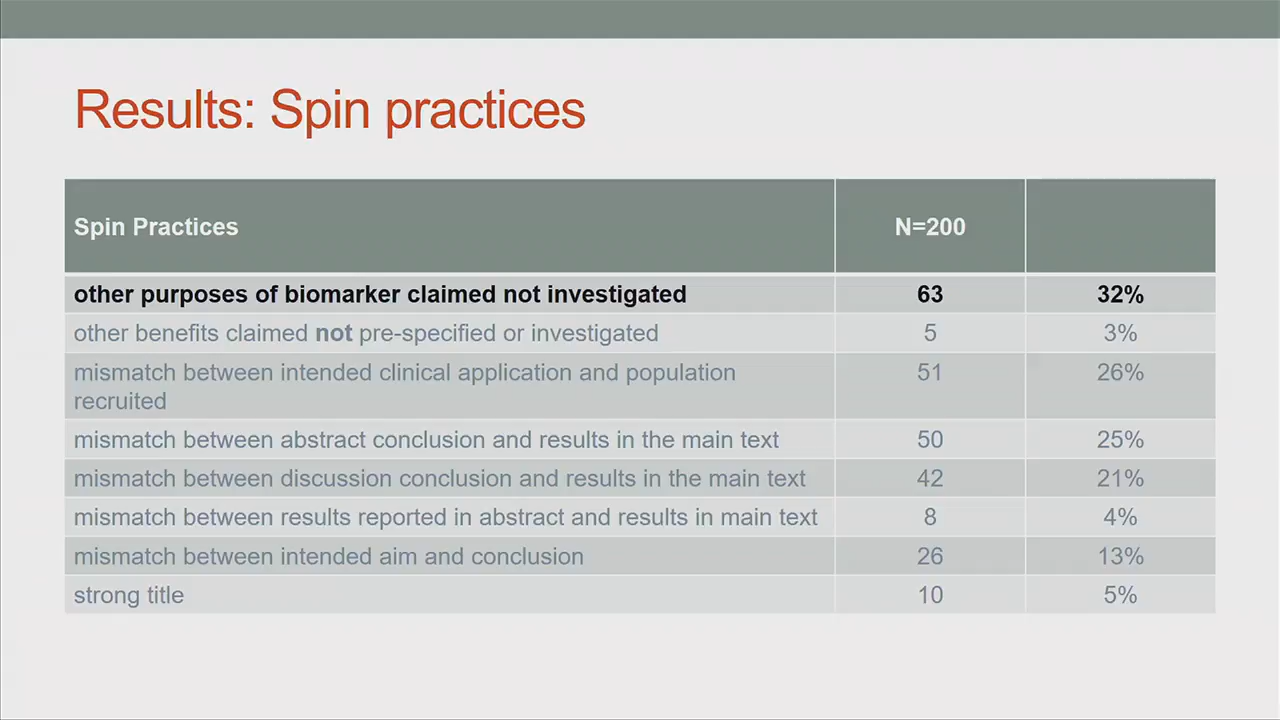 Results: Spin practices
Spin Practices N=200
other purposes of biomarker claimed not investigated 63 32%
other benefits claimed not pre-specified or investigated 5 3%
mismatch between intended clinical application and population 51 26%
recruited
mismatch between abstract conclusion and results in the main text 50 25%
mismatch between discussion conclusion and results in the main text 42 21%
mismatch between results reported in abstract and results in main text 8 4%
mismatch between intended aim and conclusion 26 13%
strong title 10 5%